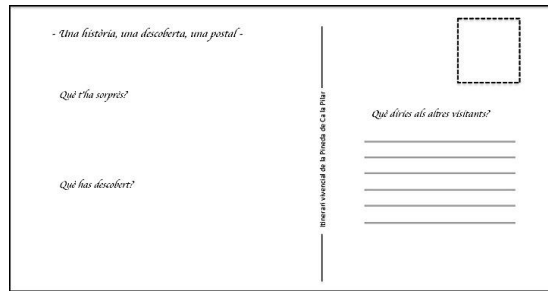 - Una història, una descoberta, una postal -
Què t'ha sorprès?
Què has descobert?
Itinerari vivencial de la Pineda de Ca la Pilar
Què diries als altres visitants?